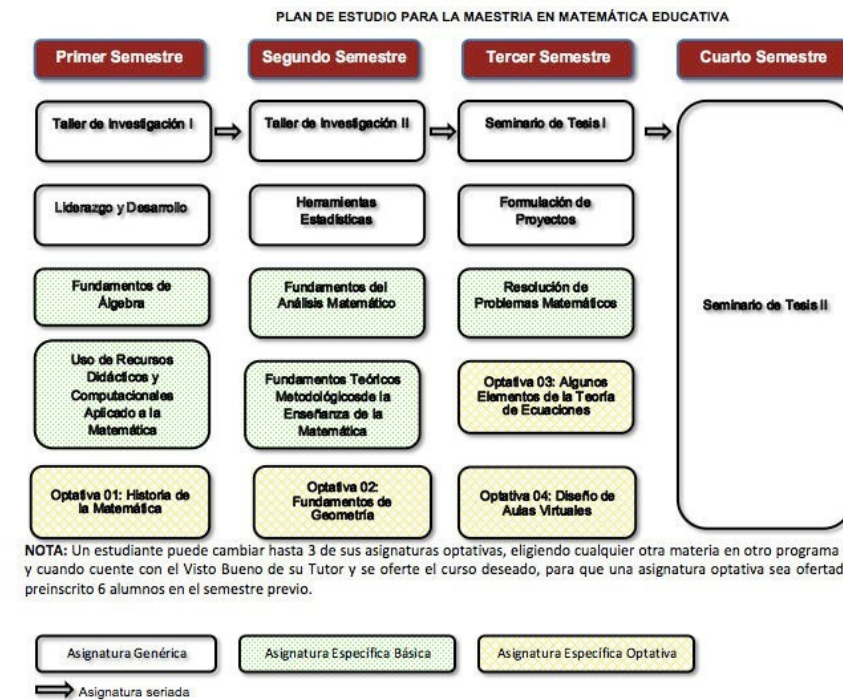 PLAN DE ESTUDIO PARA LA MAESTRIA EN MATEMÁTICA EDUCATIVA
Primer Semestre
Segundo Semestre
Tercer Semestre
Cuarto Semestre
Taller de Investigación I
Taller de Investigación II
Seminario de Tesis I
Liderazgo y Desarrollo
Herramientas
Estadísticas
Formulación de
Proyectos
Fundamentos de
Álgebra
Fundamentos del
Análisis Matemático
Resolución de
Problemas Matemáticos
Seminario de Tesis II
Uso de Recursos
Didácticos y
Computacionales
Aplicado a la
Matemática
Fundamentos Teóricos
Metodológicosde la
Enseñanza de la
Matemática
Optativa 03: Algunos
Elementos de la Teoría
de Ecuaciones
Optativa 01: Historia de
la Matemática
Optativa 02:
Fundamentos de
Geometría
Optativa 04: Diseño de
Aulas Virtuales
NOTA: Un estudiante puede cambiar hasta 3 de sus asignaturas optativas, eligiendo cualquier otra materia en otro programa
y cuando cuente con el Visto Bueno de su Tutor y se oferte el curso deseado, para que una asignatura optativa sea ofertad
preinscrito 6 alumnos en el semestre previo.
Asignatura Genérica
Asignatura Específica Básica
Asignatura Específica Optativa
Asignatura seriada